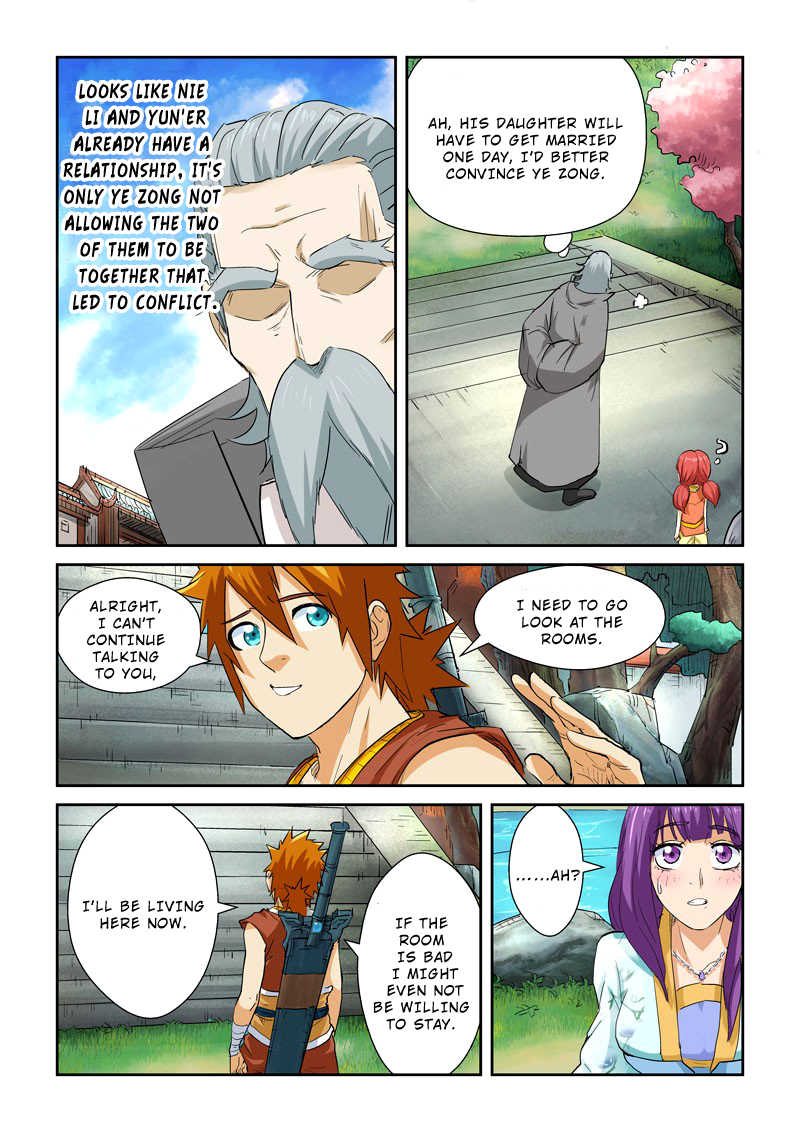 LOOKS LIKE NIE
LI AND YUN'ER
ALREADY HAVE A
RELATIONSHIP, IT'S
ONLY YE ZONG NOT
ALLOWING THE TWO
OF THEM TO BE
TOGETHER THAT
LED TO CONFLICT.
AH, HIS DAUGHTER WILL
HAVE TO GET MARRIED
ONE DAY, I'D BETTER
CONVINCE YE ZONG.
?
ALRIGHT,
I CAN'T
CONTINUE
TALKING
TO YOU,
I NEED TO GO
LOOK AT THE
ROOMS.
I'LL BE LIVING
HERE NOW.
IF THE
ROOM
IS BAD
I MIGHT
EVEN NOT
BE WILLING
TO STAY.
......AH?